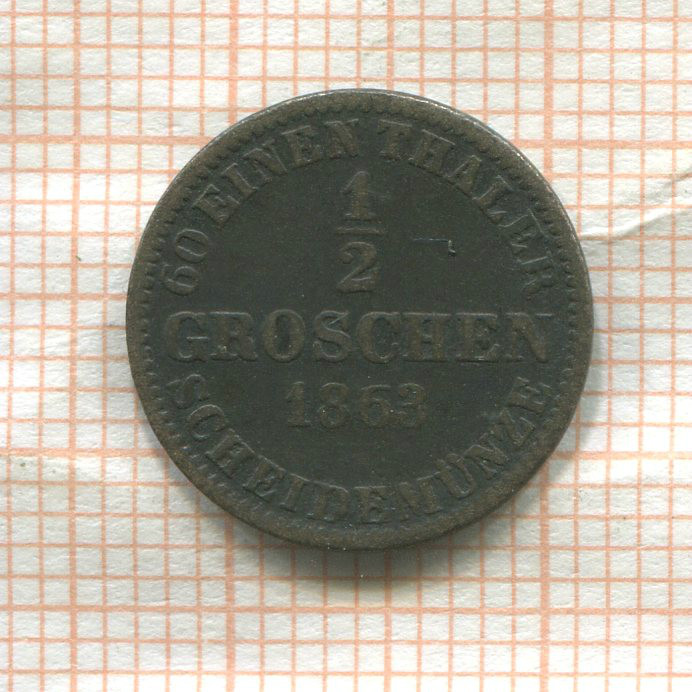 60 EINEN THALER
1
2
GROSCHEN
1863
SCHEIDEMÜNZE